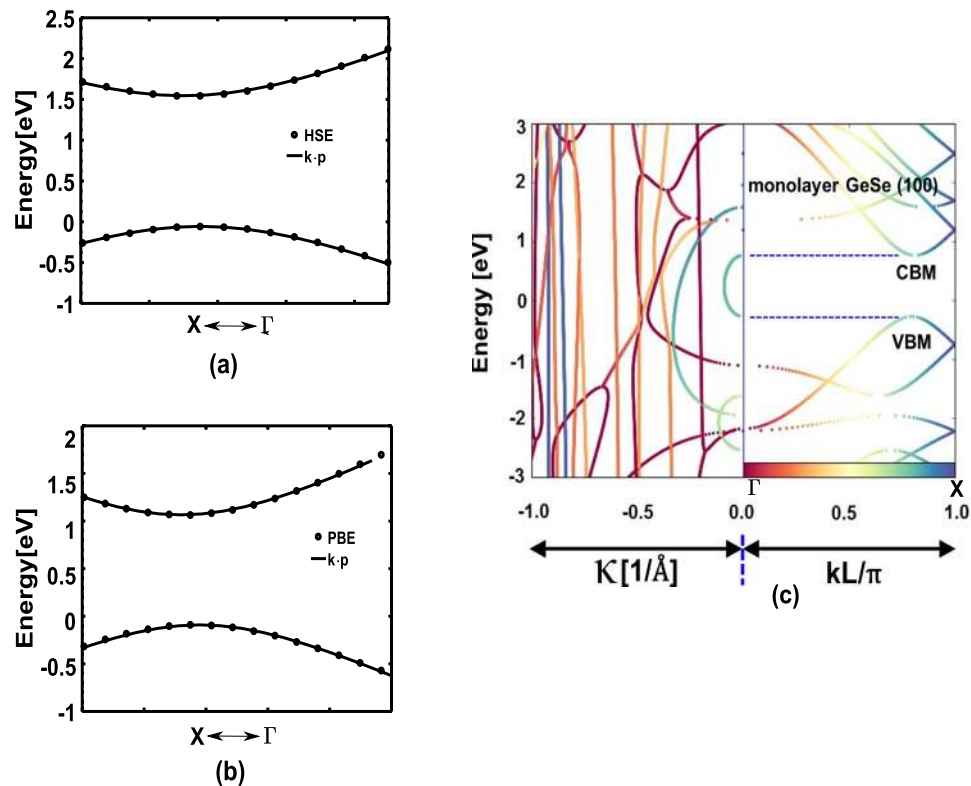 2.5
2
1.5
1
0.5
0
-0.5
-1
Energy[eV]
HSE
k·p
X Γ
(a)
2
1.5
1
0.5
0
-0.5
-1
Energy[eV]
PBE
k·p
X Γ
(b)
3
2
1
0
-1
-2
-3
Energy [eV]
monolayer GeSe (100)
CBM
VBM
Γ X
-1.0 -0.5 0.0 0.5 1.0
K[1/Å] kL/π
(c)